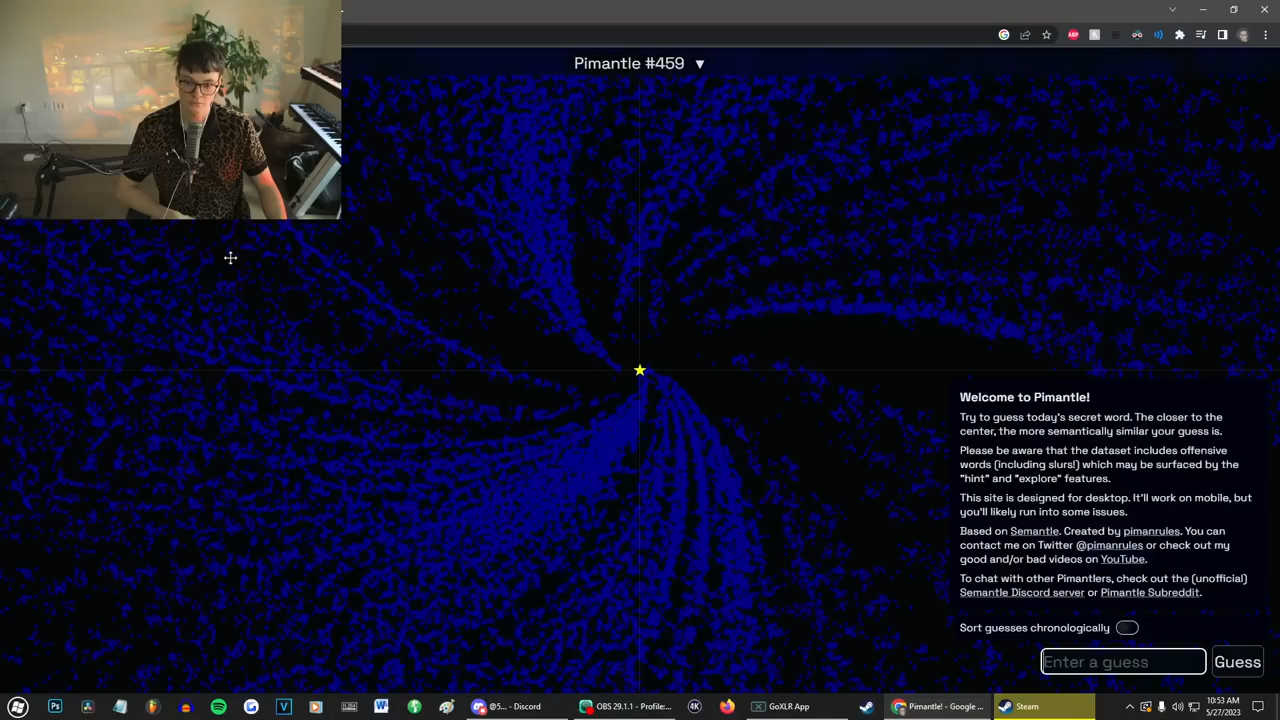 Pimantle #459 ▼
Welcome to Pimantle!
Try to guess today's secret word. The closer to the
center, the more semantically similar your guess is.
Please be aware that the dataset includes offensive
words (including slurs!) which may be surfaced by the
"hint" and "explore" features.
This site is designed for desktop. It'll work on mobile, but
you'll likely run into some issues.
Based on Semantle. Created by pimanrules. You can
contact me on Twitter @pimanrules or check out my
good and/or bad videos on YouTube.
To chat with other Pimantlers, check out the (unofficial)
Semantle Discord server or Pimantle Subreddit.
Sort guesses chronologically
Enter a guess
Guess
@5... - Discord
OBS 29.1.1 - Profile:...
4K
GoXLR App
Pimantle! - Google ...
Steam
10:53 AM
5/27/2023